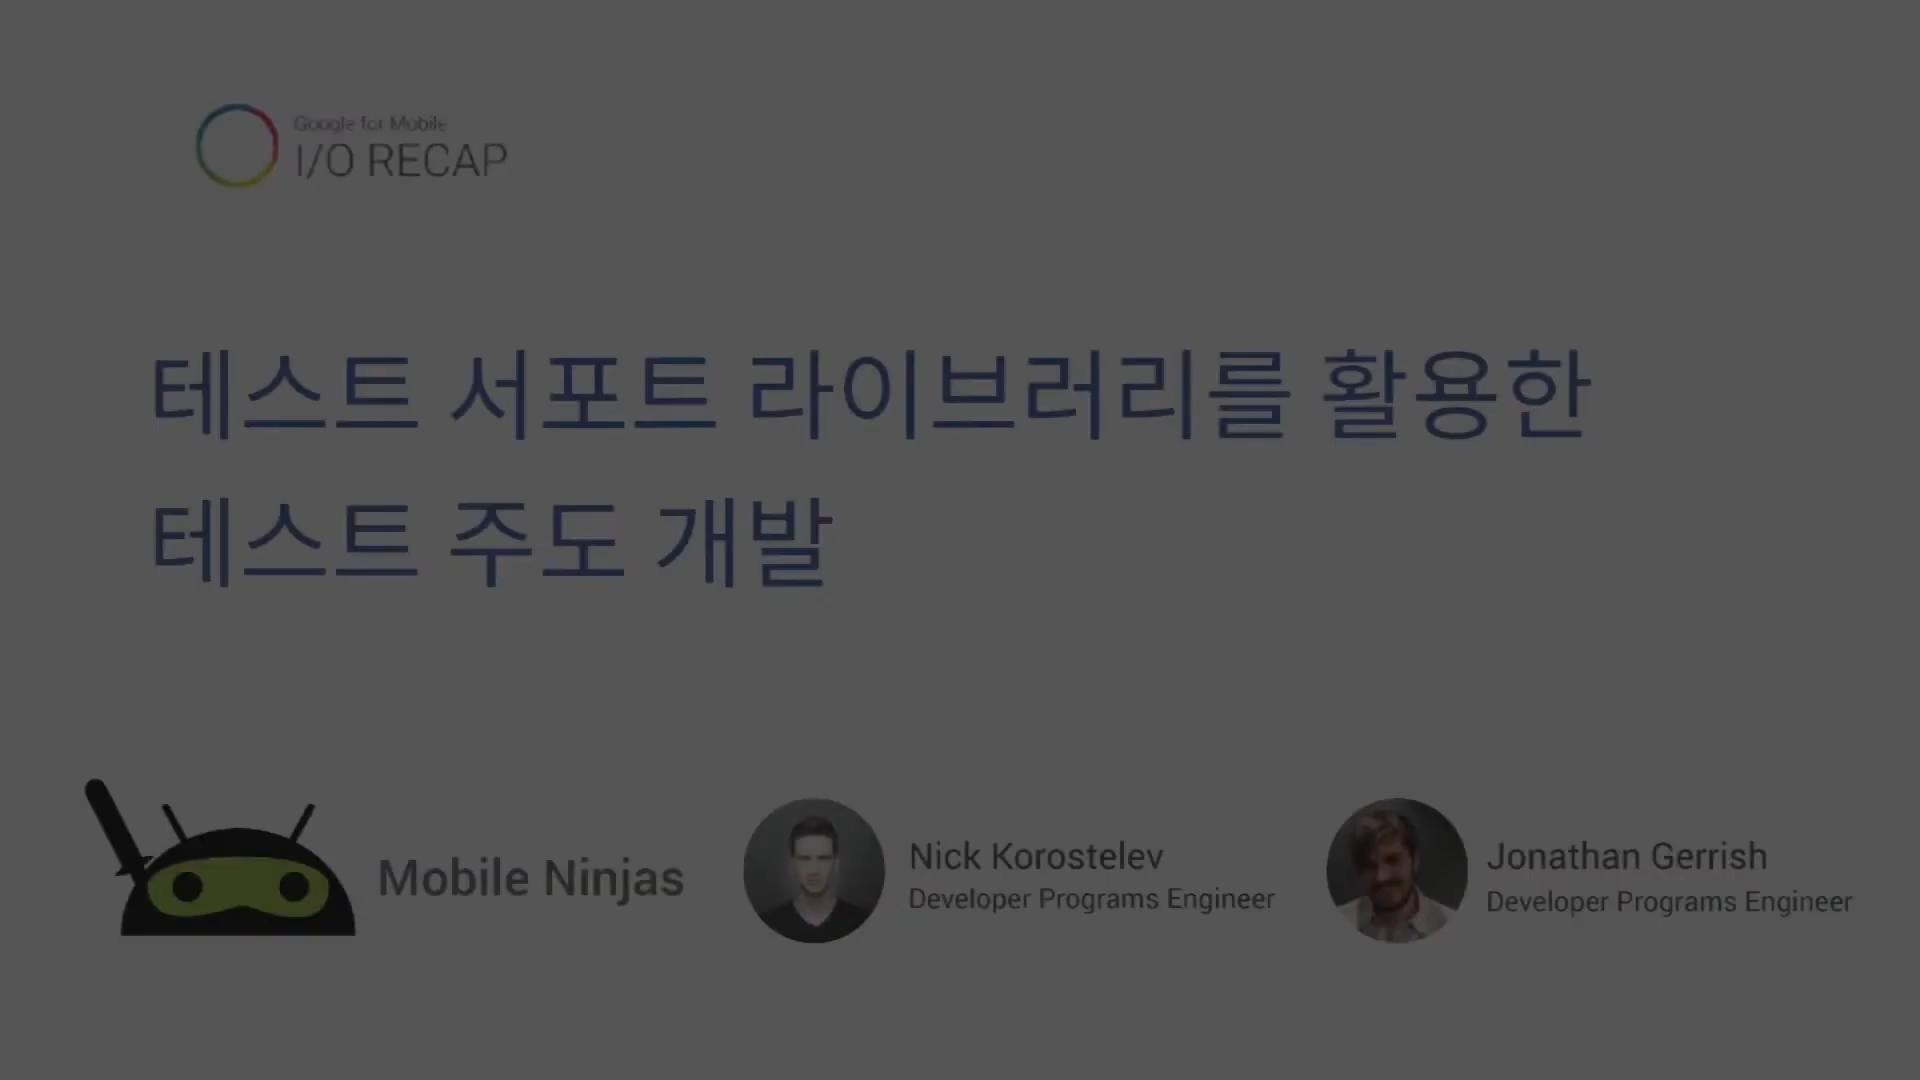 Google for Mobile
I/O RECAP
테스트 서포트 라이브러리를 활용한
테스트 주도 개발
Mobile Ninjas
Nick Korostelev
Developer Programs Engineer
Jonathan Gerrish
Developer Programs Engineer